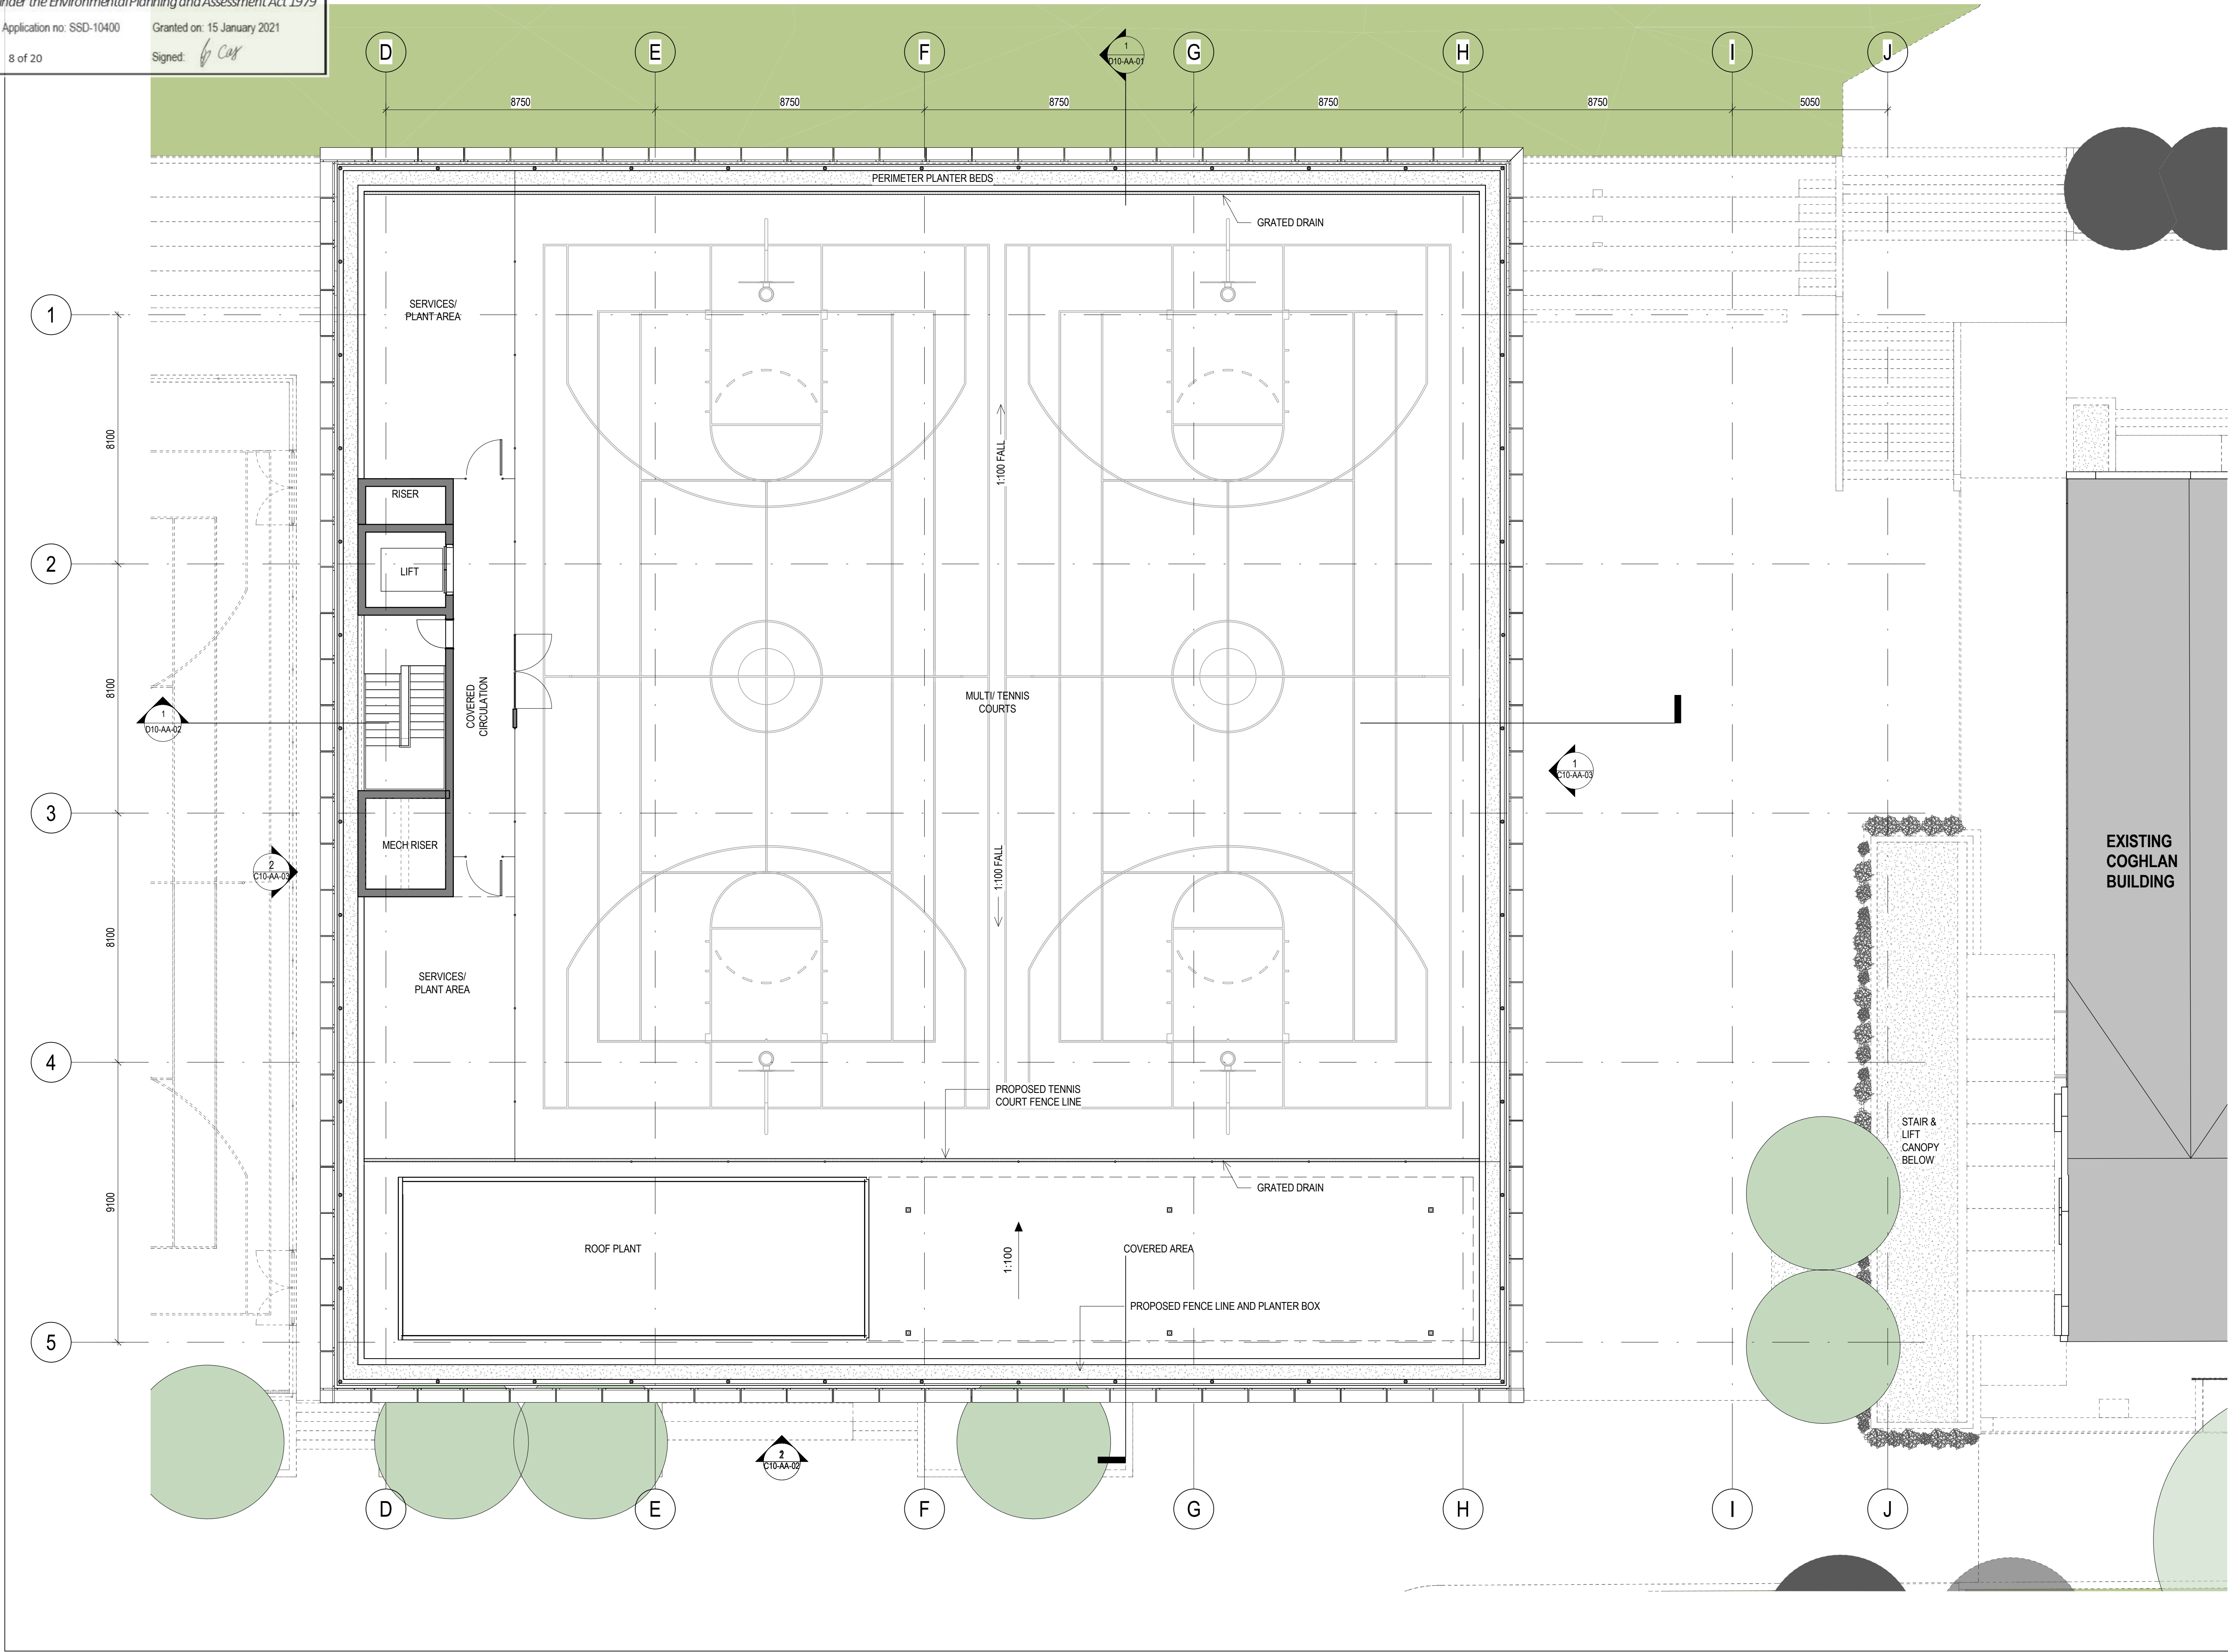 under the Environmental Planning and Assessment Act 1979
Application no: SSD-10400 Granted on: 15 January 2021
8 of 20 Signed:
D E F G H I J
1
D10-AA-01
8750 8750 8750 8750 8750 5050
PERIMETER PLANTER BEDS
GRATED DRAIN
SERVICES/
PLANT AREA
1
8100
1:100 FALL
RISER
2
LIFT
8100
COVERED
CIRCULATION
MULTI/ TENNIS
COURTS
1
D10-AA-02
1
C10-AA-03
3
MECH RISER
2
C10-AA-03
1:100 FALL
EXISTING
COGHLAN
BUILDING
8100
SERVICES/
PLANT AREA
4
PROPOSED TENNIS
COURT FENCE LINE
STAIR &
LIFT
CANOPY
BELOW
9100
GRATED DRAIN
ROOF PLANT
1:100
COVERED AREA
PROPOSED FENCE LINE AND PLANTER BOX
5
2
C10-AA-02
D E F G H I J